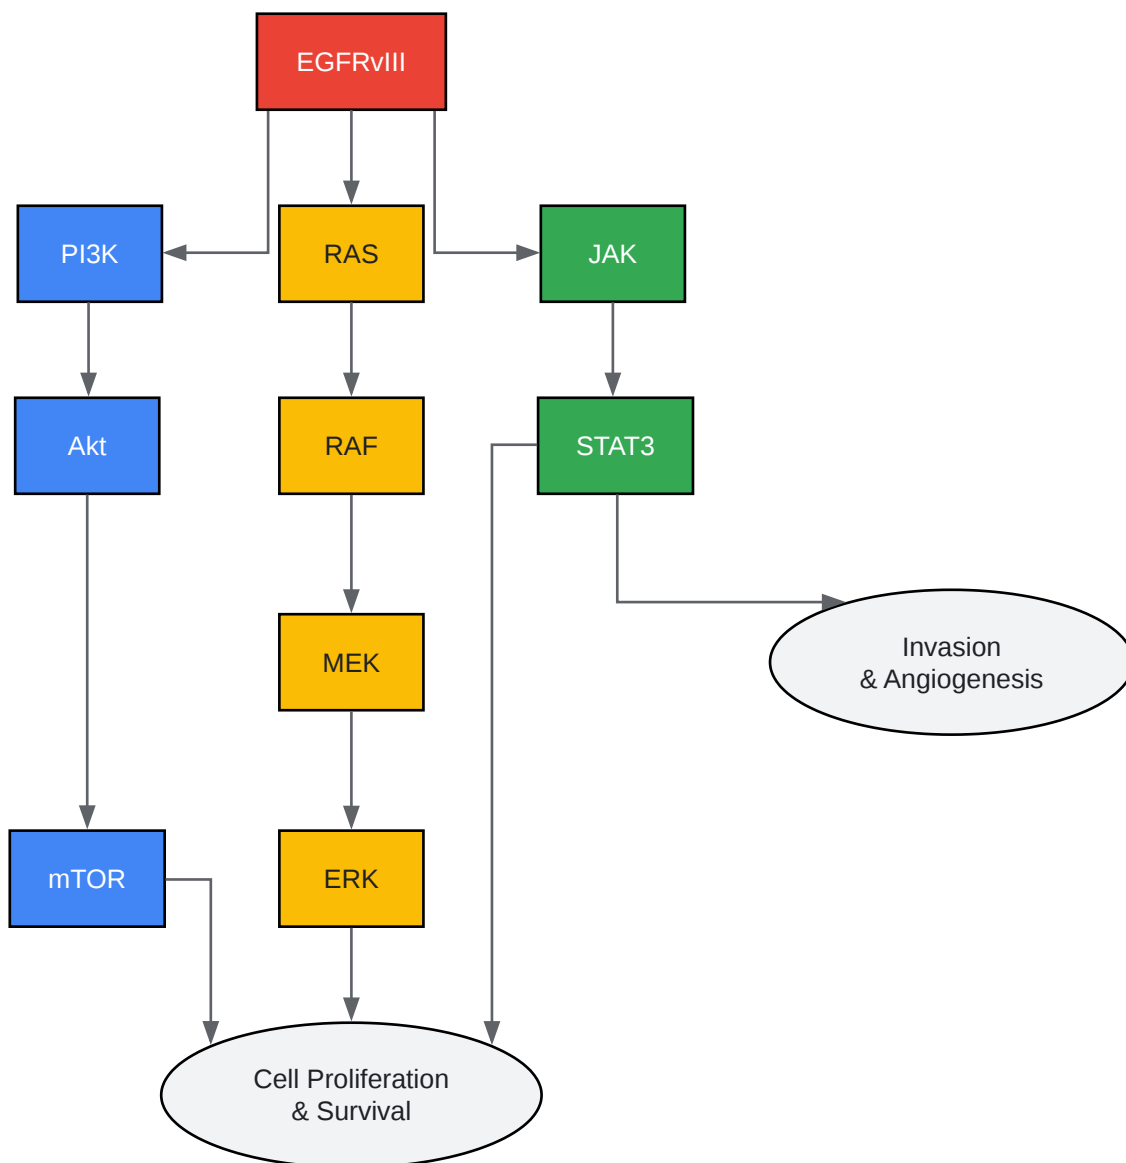 EGFRvIII
PI3K
RAS
JAK
Akt
RAF
STAT3
MEK
Invasion
& Angiogenesis
mTOR
ERK
Cell Proliferation
& Survival